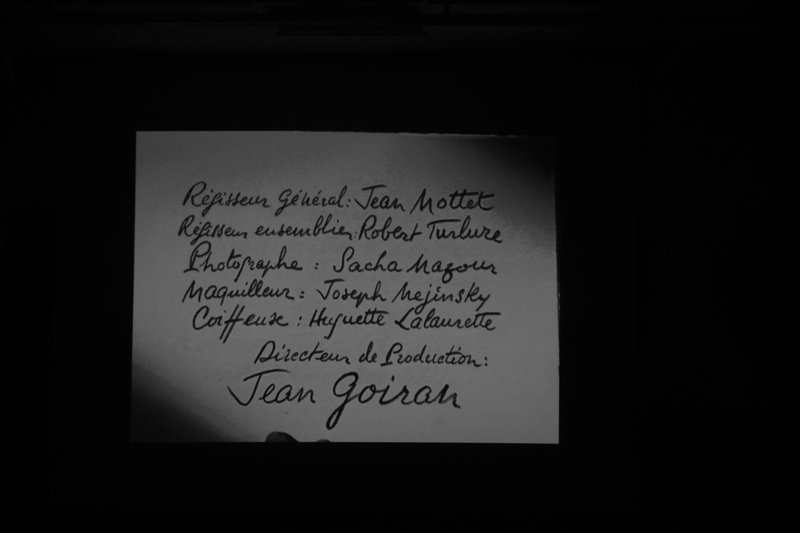 Régisseur Général: Jean Mottet
Régisseur ensemblier: Robert Turlure
Photographe : Sacha Masour
Maquilleur : Joseph Mejinsky
Coiffeuse : Huguette Lalaurette
Directeur de Production:
Jean Goiran